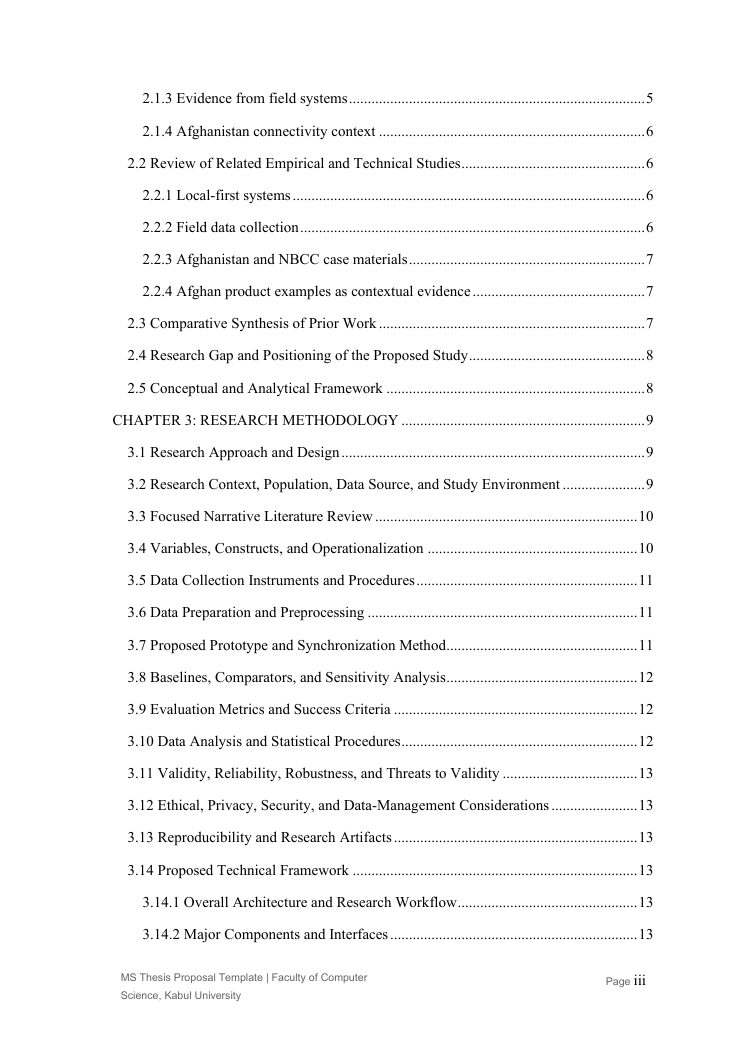 2.1.3 Evidence from field systems....................................................................................5
2.1.4 Afghanistan connectivity context ............................................................................6
2.2 Review of Related Empirical and Technical Studies.................................................6
2.2.1 Local-first systems ..................................................................................................6
2.2.2 Field data collection................................................................................................6
2.2.3 Afghanistan and NBCC case materials...................................................................7
2.2.4 Afghan product examples as contextual evidence..................................................7
2.3 Comparative Synthesis of Prior Work .......................................................................7
2.4 Research Gap and Positioning of the Proposed Study...............................................8
2.5 Conceptual and Analytical Framework .....................................................................8
CHAPTER 3: RESEARCH METHODOLOGY .................................................................9
3.1 Research Approach and Design.................................................................................9
3.2 Research Context, Population, Data Source, and Study Environment ......................9
3.3 Focused Narrative Literature Review......................................................................10
3.4 Variables, Constructs, and Operationalization ........................................................10
3.5 Data Collection Instruments and Procedures...........................................................11
3.6 Data Preparation and Preprocessing ........................................................................11
3.7 Proposed Prototype and Synchronization Method...................................................11
3.8 Baselines, Comparators, and Sensitivity Analysis...................................................12
3.9 Evaluation Metrics and Success Criteria .................................................................12
3.10 Data Analysis and Statistical Procedures...............................................................12
3.11 Validity, Reliability, Robustness, and Threats to Validity ....................................13
3.12 Ethical, Privacy, Security, and Data-Management Considerations.......................13
3.13 Reproducibility and Research Artifacts.................................................................13
3.14 Proposed Technical Framework ............................................................................13
3.14.1 Overall Architecture and Research Workflow................................................13
3.14.2 Major Components and Interfaces..................................................................13
MS Thesis Proposal Template | Faculty of Computer
Science, Kabul University
Page iii